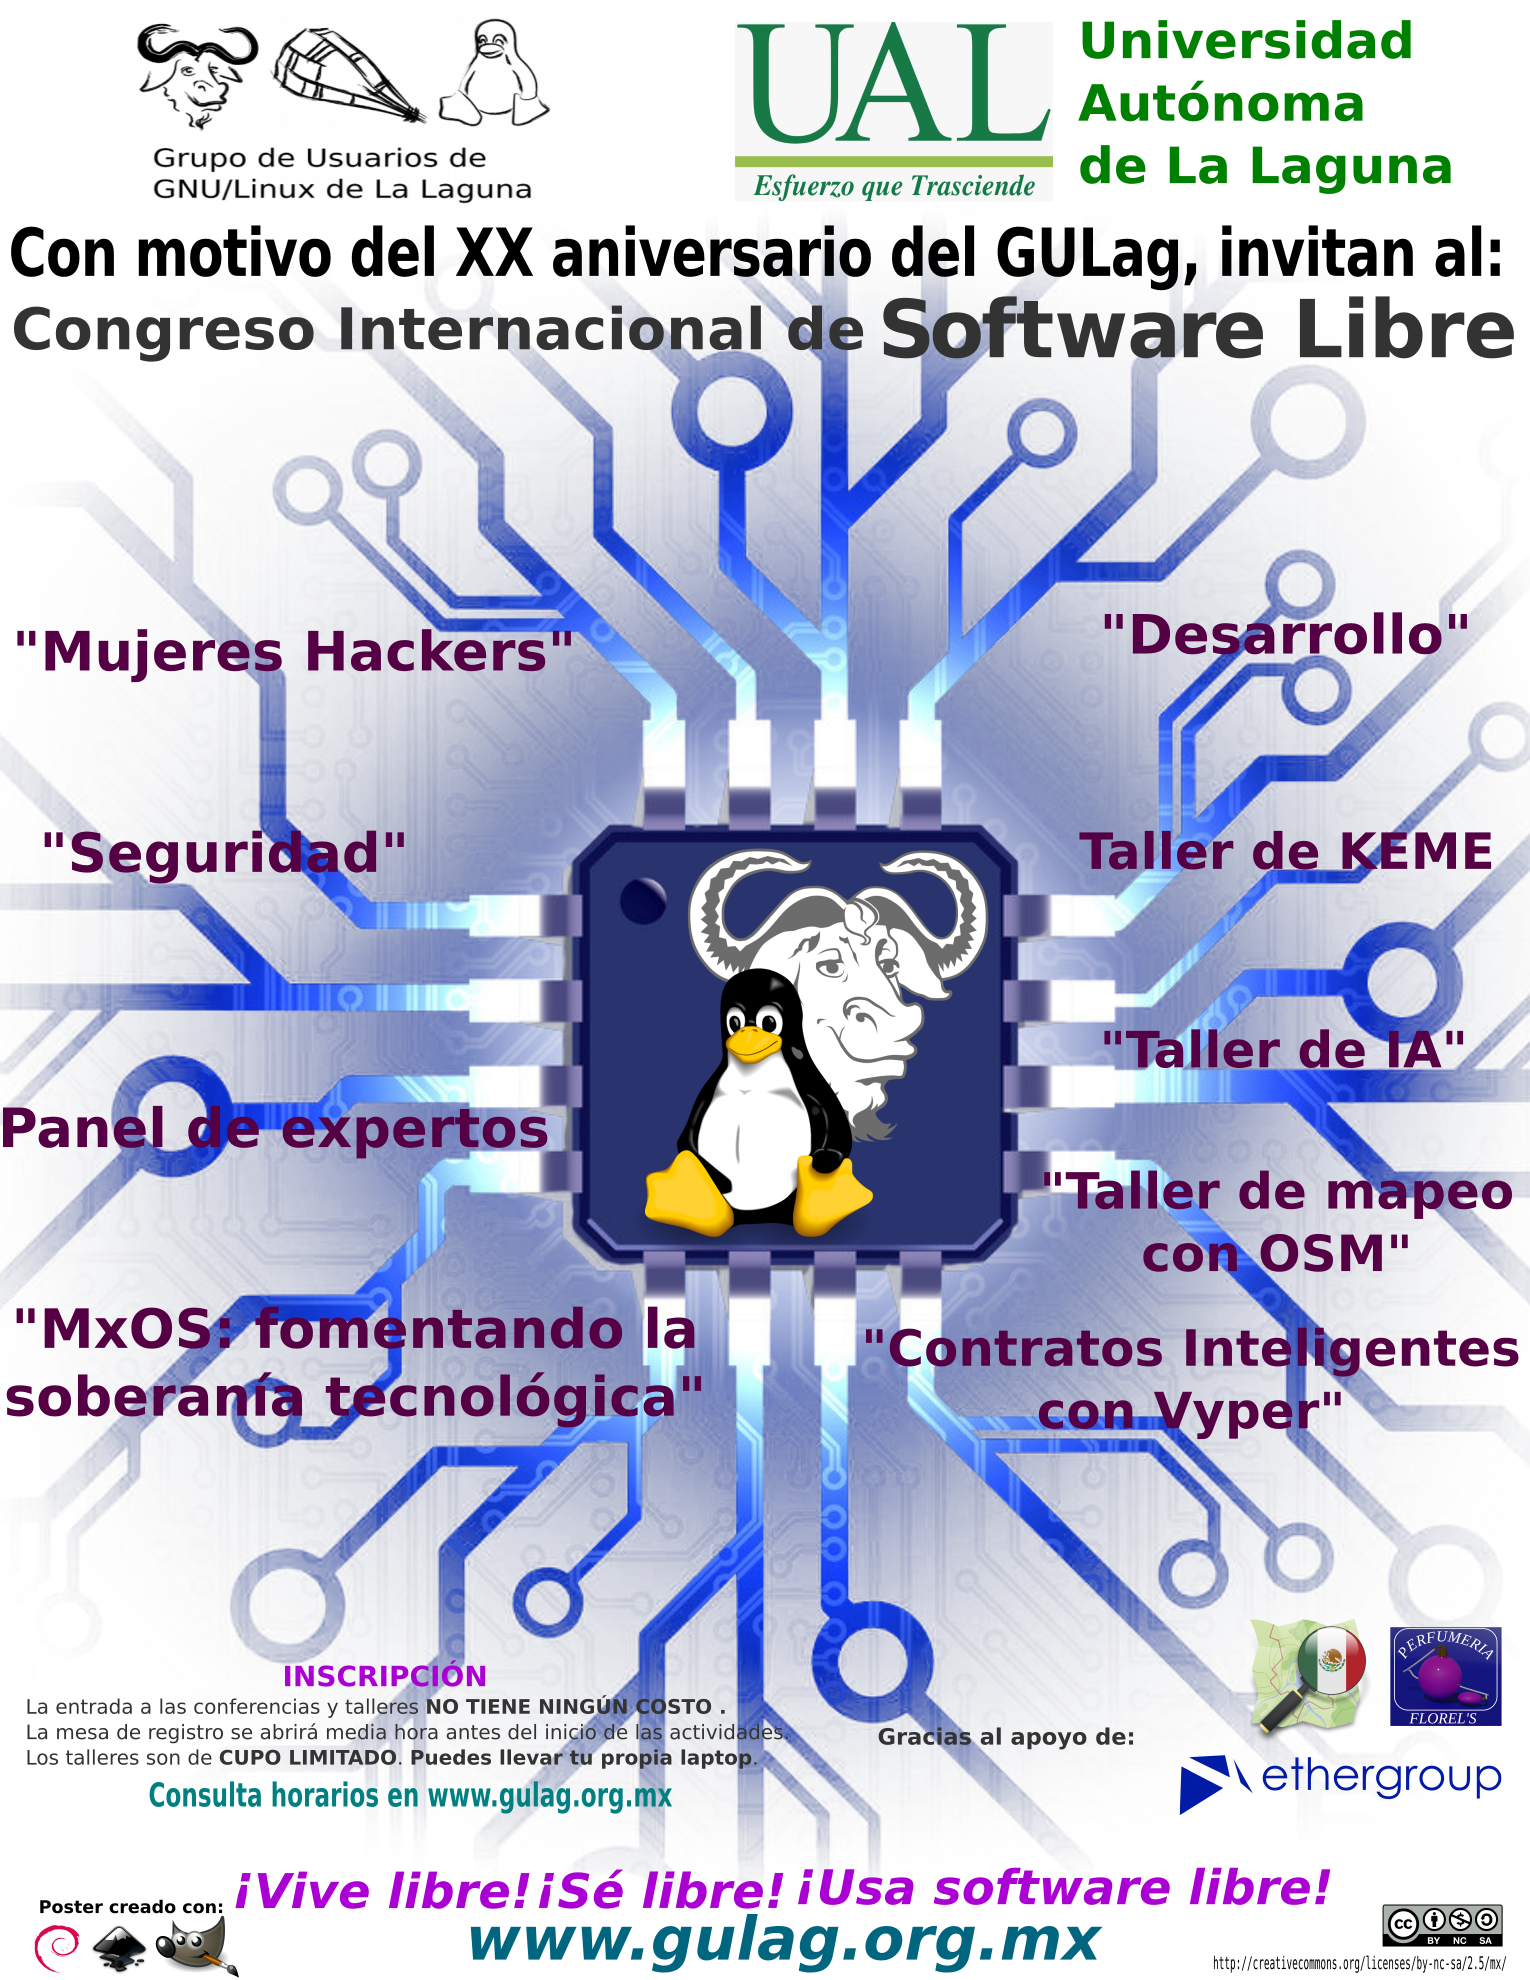 Grupo de Usuarios de
GNU/Linux de La Laguna
UAL
Esfuerzo que Trasciende
Universidad
Autónoma
de La Laguna
Con motivo del XX aniversario del GULag, invitan al:
Congreso Internacional de Software Libre
"Mujeres Hackers"
"Desarrollo"
"Seguridad"
Taller de KEME
"Taller de IA"
Panel de expertos
"Taller de mapeo
con OSM"
"MxOS: fomentando la
soberanía tecnológica"
"Contratos Inteligentes
con Vyper"
INSCRIPCIÓN
La entrada a las conferencias y talleres NO TIENE NINGÚN COSTO .
La mesa de registro se abrirá media hora antes del inicio de las actividades.
Los talleres son de CUPO LIMITADO. Puedes llevar tu propia laptop.
Consulta horarios en www.gulag.org.mx
Gracias al apoyo de:
PERFUMERIA
FLOREL'S
ethergroup
¡Vive libre! ¡Sé libre! ¡Usa software libre!
www.gulag.org.mx
Poster creado con:
cc
BY NC SA
http://creativecommons.org/licenses/by-nc-sa/2.5/mx/